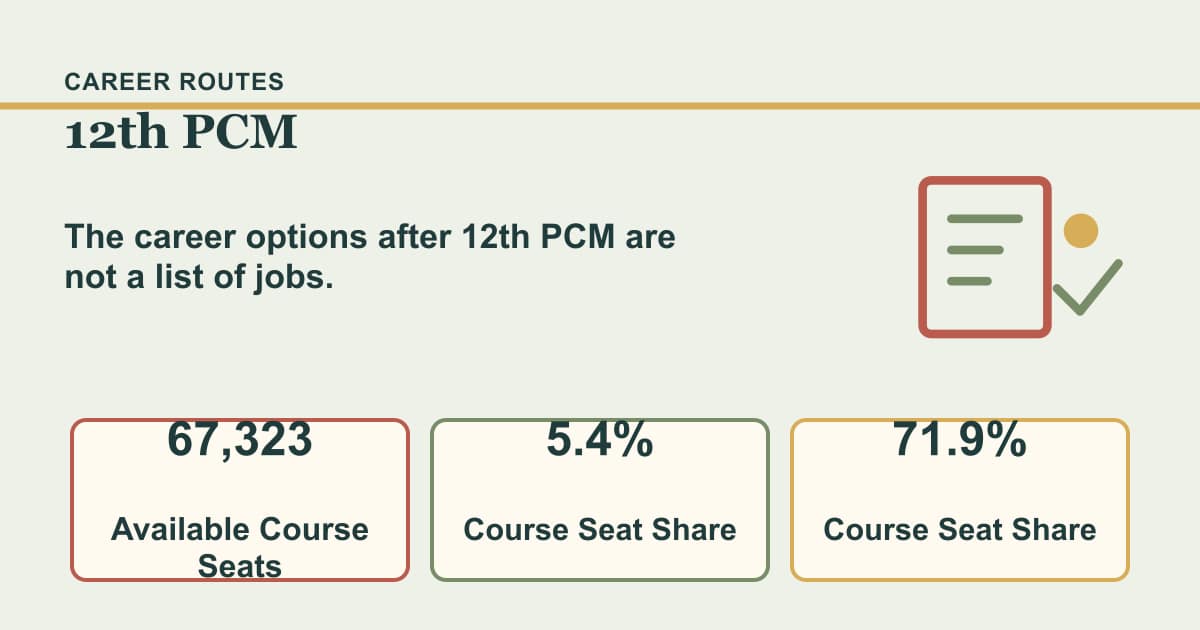 CAREER ROUTES
12th PCM
The career options after 12th PCM are
not a list of jobs.
67,323
Available Course
Seats
5.4%
Course Seat Share
71.9%
Course Seat Share